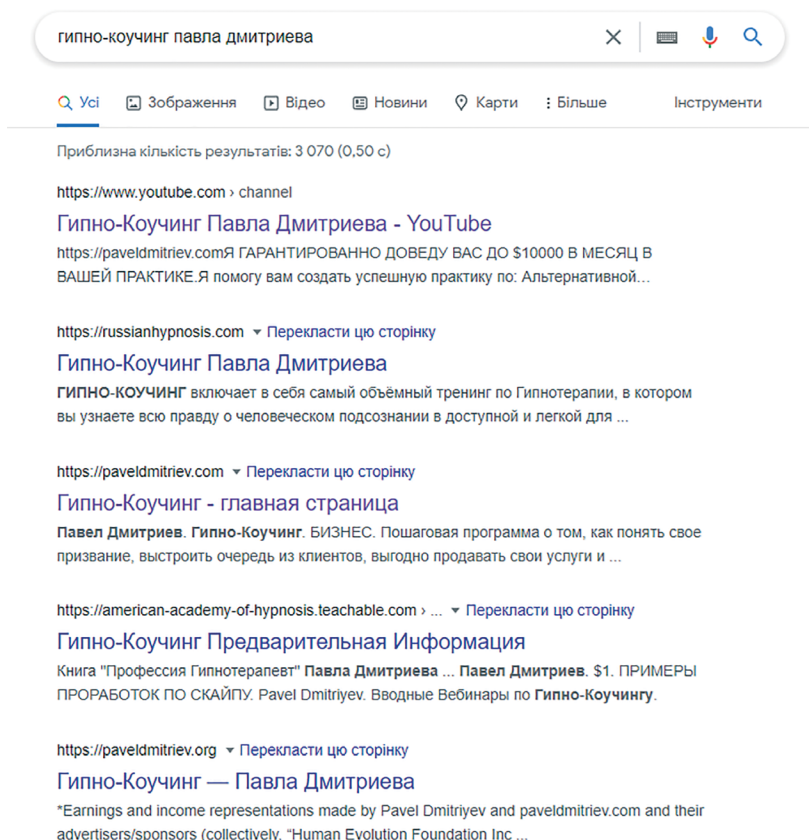 гипно-коучинг павла дмитриева
Усі Зображення Відео Новини Карти Більше Інструменти
Приблизна кількість результатів: 3 070 (0,50 с)
https://www.youtube.com › channel
Гипно-Коучинг Павла Дмитриева - YouTube
https://paveldmitriev.comЯ ГАРАНТИРОВАННО ДОВЕДУ ВАС ДО $10000 В МЕСЯЦ В
ВАШЕЙ ПРАКТИКЕ.Я помогу вам создать успешную практику по: Альтернативной...
https://russianhypnosis.com Перекласти цю сторінку
Гипно-Коучинг Павла Дмитриева
ГИПНО-КОУЧИНГ включает в себя самый объёмный тренинг по Гипнотерапии, в котором
вы узнаете всю правду о человеческом подсознании в доступной и легкой для ...
https://paveldmitriev.com Перекласти цю сторінку
Гипно-Коучинг - главная страница
Павел Дмитриев. Гипно-Коучинг. БИЗНЕС. Пошаговая программа о том, как понять свое
призвание, выстроить очередь из клиентов, выгодно продавать свои услуги и ...
https://american-academy-of-hypnosis.teachable.com › ... Перекласти цю сторінку
Гипно-Коучинг Предварительная Информация
Книга "Профессия Гипнотерапевт" Павла Дмитриева ... Павел Дмитриев. $1. ПРИМЕРЫ
ПРОРАБОТОК ПО СКАЙПУ. Pavel Dmitriyev. Вводные Вебинары по Гипно-Коучингу.
https://paveldmitriev.org Перекласти цю сторінку
Гипно-Коучинг — Павла Дмитриева
*Earnings and income representations made by Pavel Dmitriyev and paveldmitriev.com and their
advertisers/sponsors (collectively, “Human Evolution Foundation Inc ...